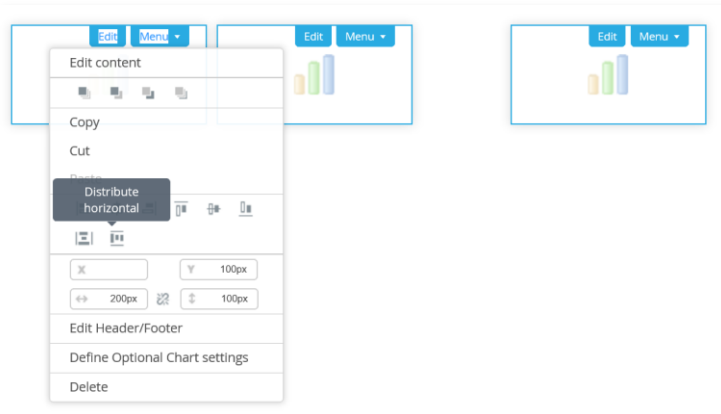 Edit Menu
Edit Menu
Edit Menu
Edit content
Copy
Cut
Paste
Distribute
horizontal
X
Y 100px
200px
100px
Edit Header/Footer
Define Optional Chart settings
Delete